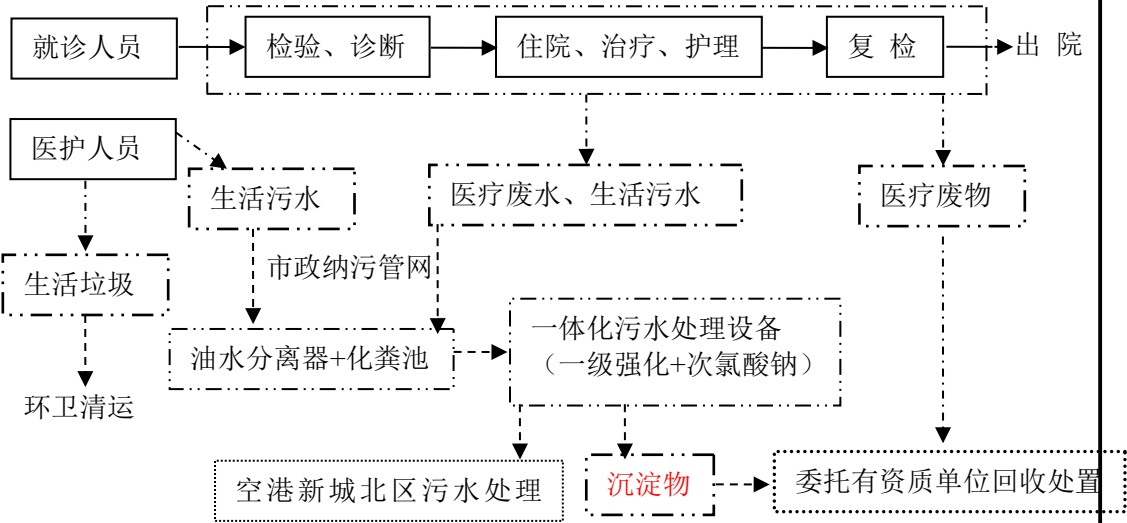 就诊人员
检验、诊断
住院、治疗、护理
复 检
出 院
医护人员
生活污水
医疗废水、生活污水
医疗废物
生活垃圾
市政纳污管网
油水分离器+化粪池
一体化污水处理设备
（一级强化+次氯酸钠）
环卫清运
空港新城北区污水处理
沉淀物
委托有资质单位回收处置